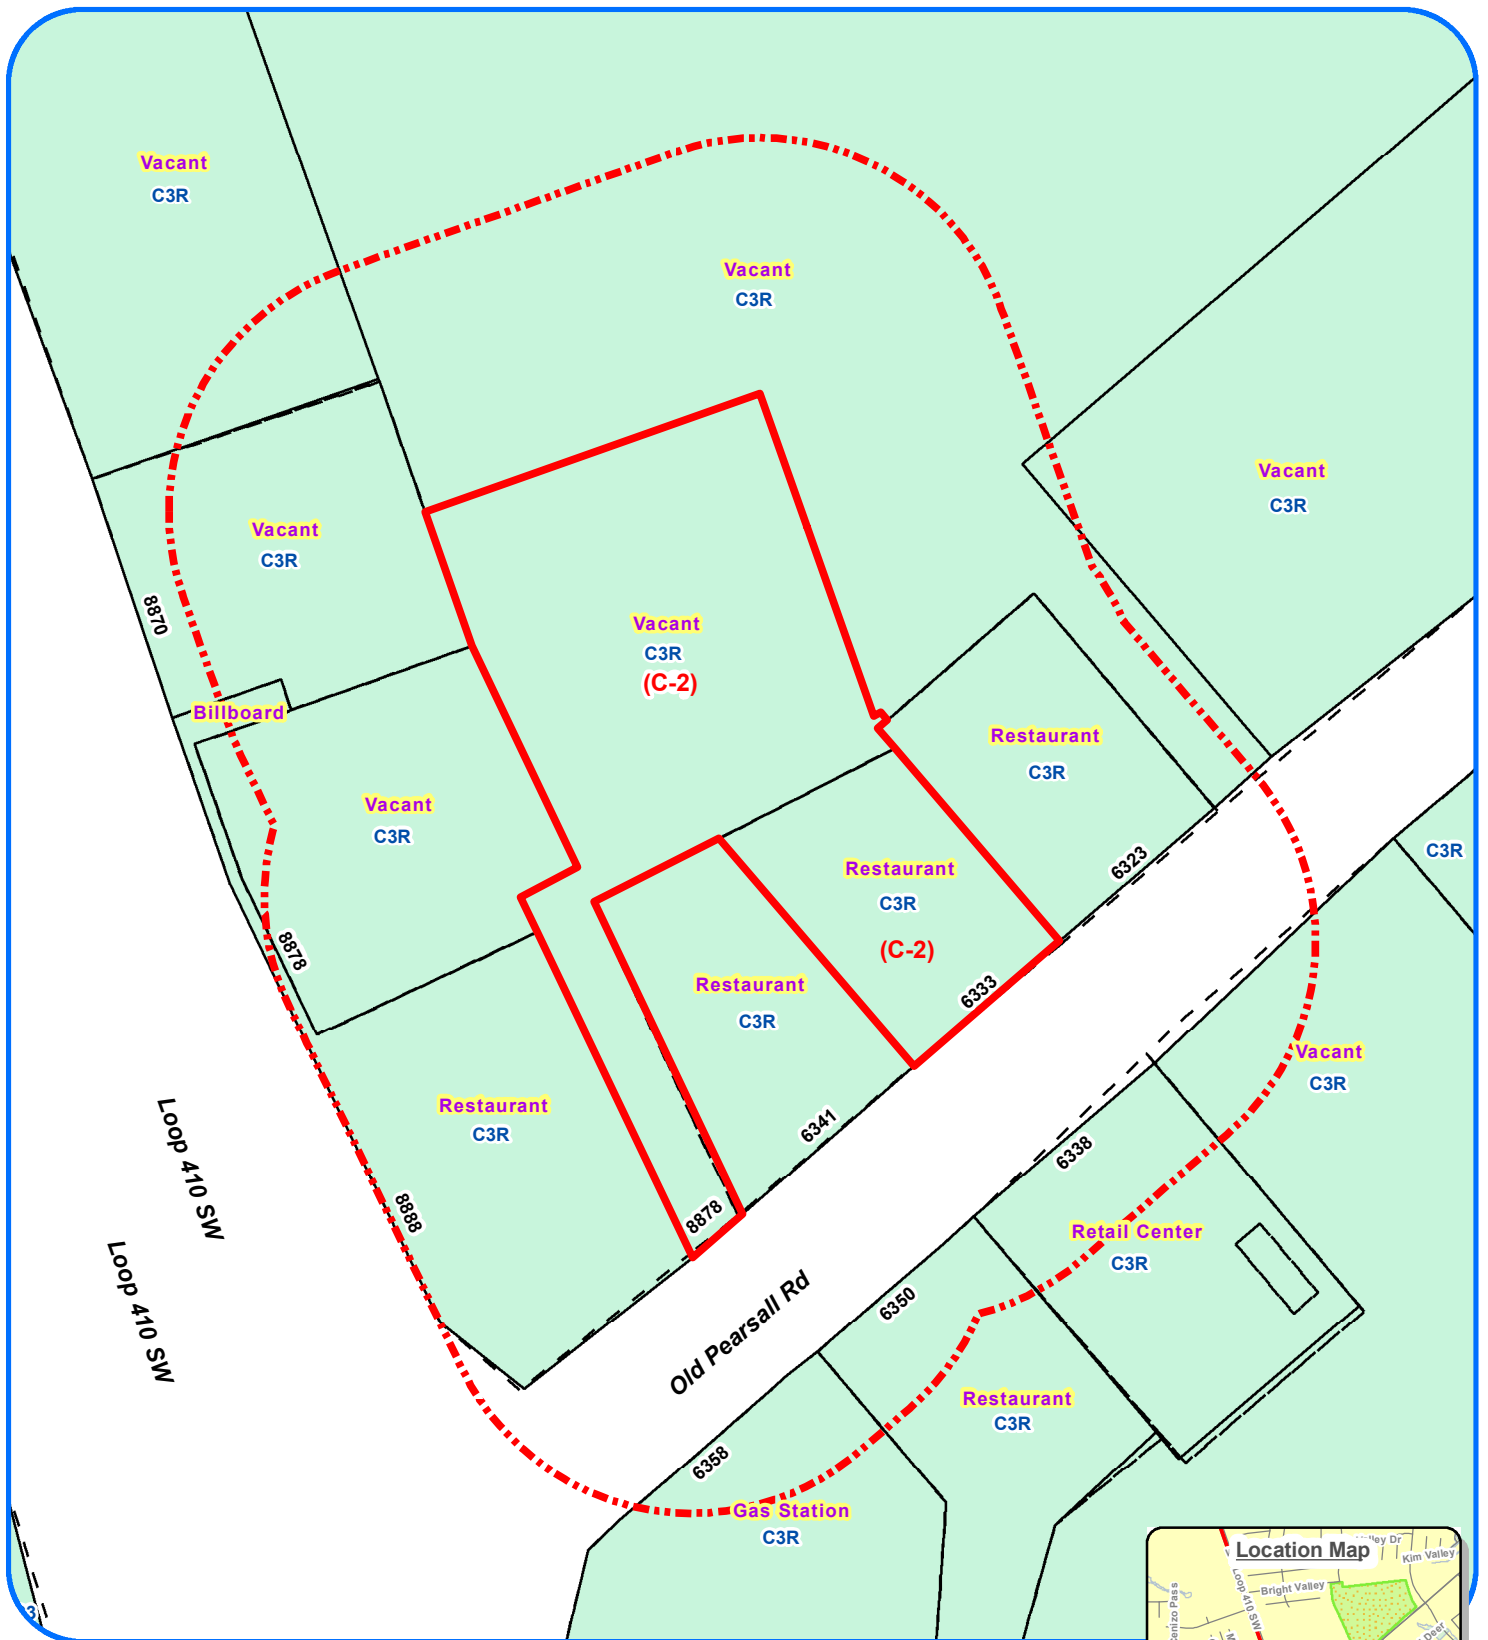 Vacant
C3R
Vacant
C3R
Vacant
C3R
Vacant
C3R
8870
Vacant
C3R
(C-2)
Billboard
Restaurant
C3R
Vacant
C3R
C3R
6323
Restaurant
C3R
(C-2)
8878
6333
Restaurant
C3R
Vacant
C3R
Restaurant
C3R
6341
6338
Loop 410 SW
8888
8878
Retail Center
C3R
Loop 410 SW
Old Pearsall Rd
6350
Restaurant
C3R
6358
Gas Station
C3R
Location Map
Kim Valley
Bright Valley
Loop 410 SW
Deer
3